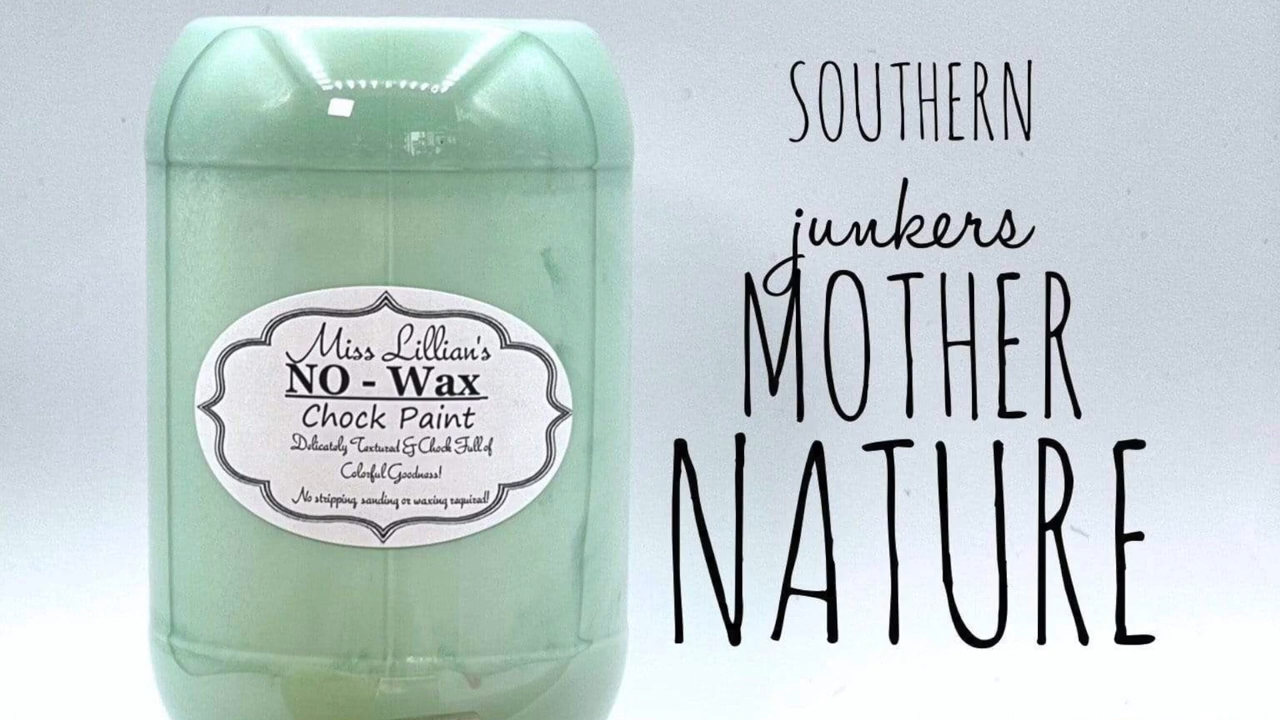 Miss Lillian's
NO - Wax
Chock Paint
Delicately Textured & Chock Full of
Colorful Goodness!
No stripping, sanding or waxing required!
SOUTHERN
junkers
MOTHER
NATURE